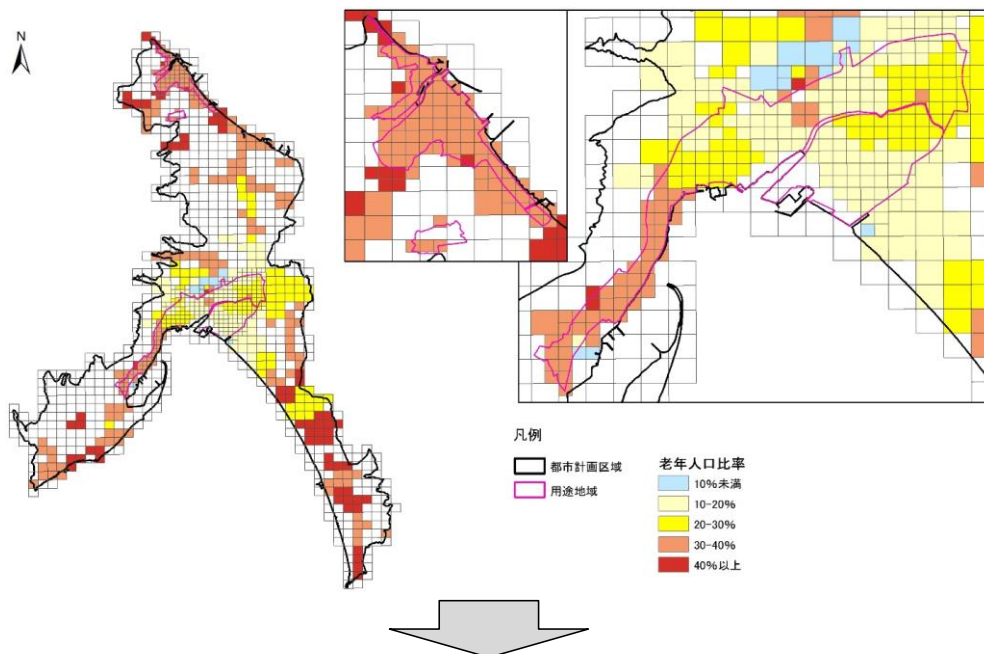 N
凡例
都市計画区域
用途地域
老年人口比率
10%未満
10-20%
20-30%
30-40%
40%以上